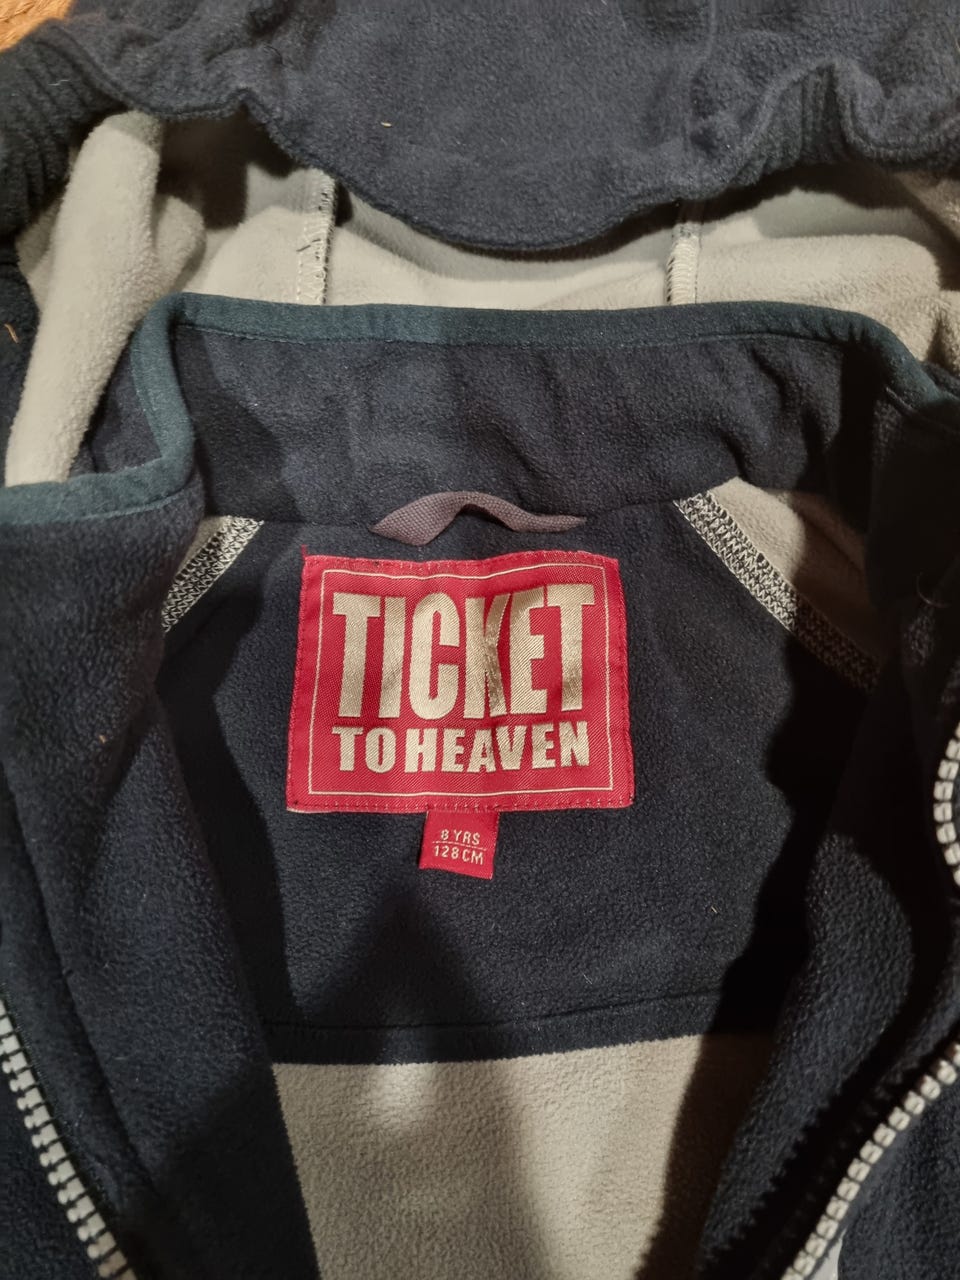 TICKET
TO HEAVEN
8 YRS
128 CM